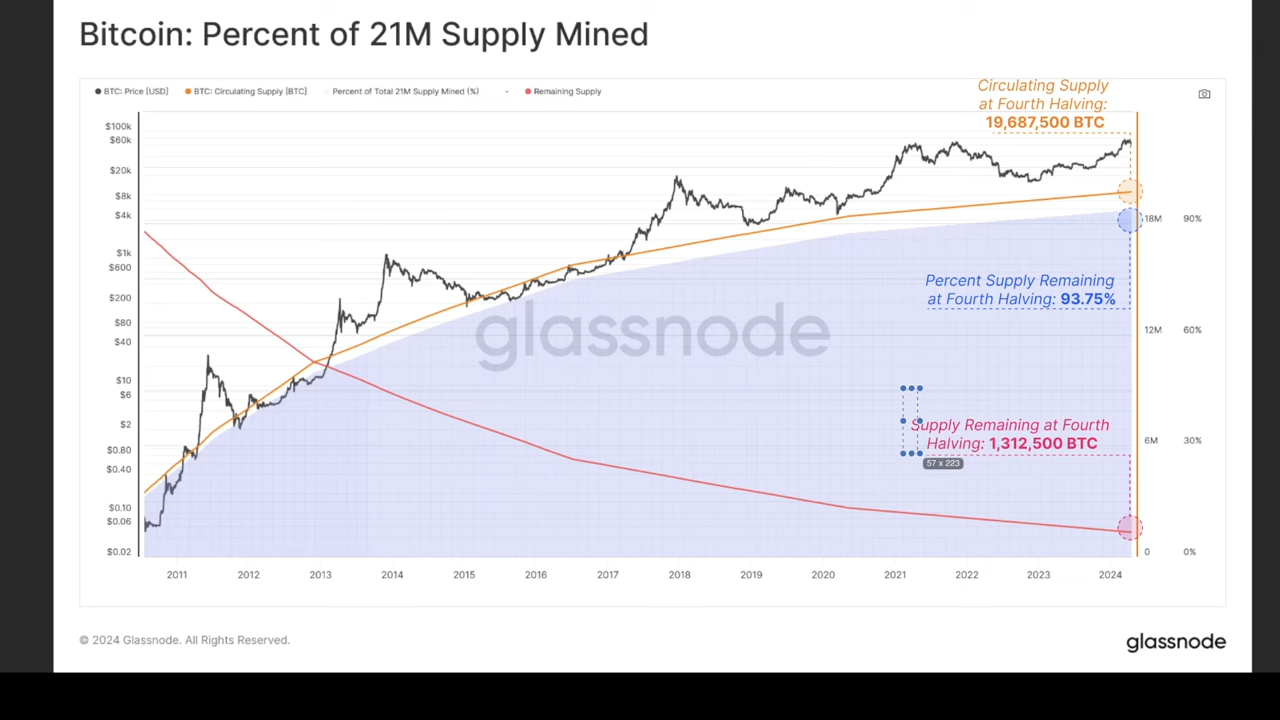 Bitcoin: Percent of 21M Supply Mined
BTC: Price [USD] BTC: Circulating Supply [BTC] Percent of Total 21M Supply Mined (%) - Remaining Supply
Circulating Supply
at Fourth Halving:
19,687,500 BTC
$100k
$60k
$20k
$8k
$4k
$1k
$600
$200
$80
$40
$10
$6
$2
$0.80
$0.40
$0.10
$0.06
$0.02
18M 90%
12M 60%
6M 30%
0 0%
Percent Supply Remaining
at Fourth Halving: 93.75%
glassnode
Supply Remaining at Fourth
Halving: 1,312,500 BTC
57 x 223
2011 2012 2013 2014 2015 2016 2017 2018 2019 2020 2021 2022 2023 2024
© 2024 Glassnode. All Rights Reserved.
glassnode